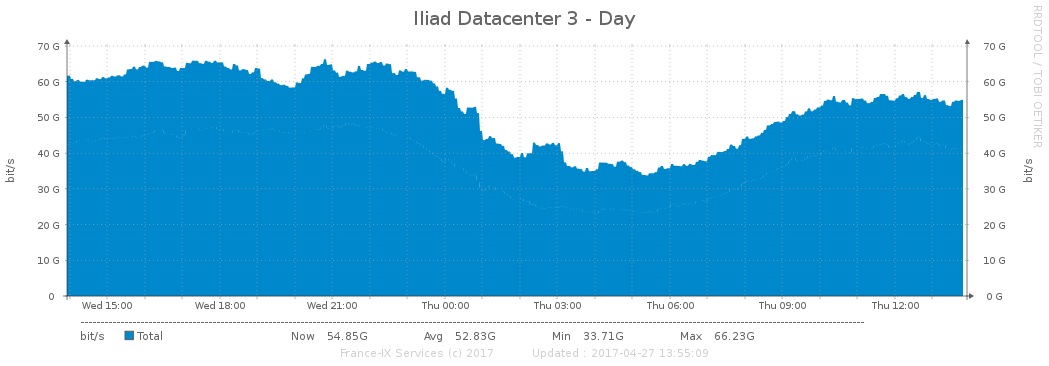 Iliad Datacenter 3 - Day
RRDTOOL / TOBI OETIKER
70 G 70 G
60 G 60 G
50 G 50 G
40 G 40 G
30 G 30 G
20 G 20 G
10 G 10 G
0 0 G
bit/s bit/s
Wed 15:00 Wed 18:00 Wed 21:00 Thu 00:00 Thu 03:00 Thu 06:00 Thu 09:00 Thu 12:00
bit/s Total Now 54.85G Avg 52.83G Min 33.71G Max 66.23G
France-IX Services (c) 2017 Updated : 2017-04-27 13:55:09